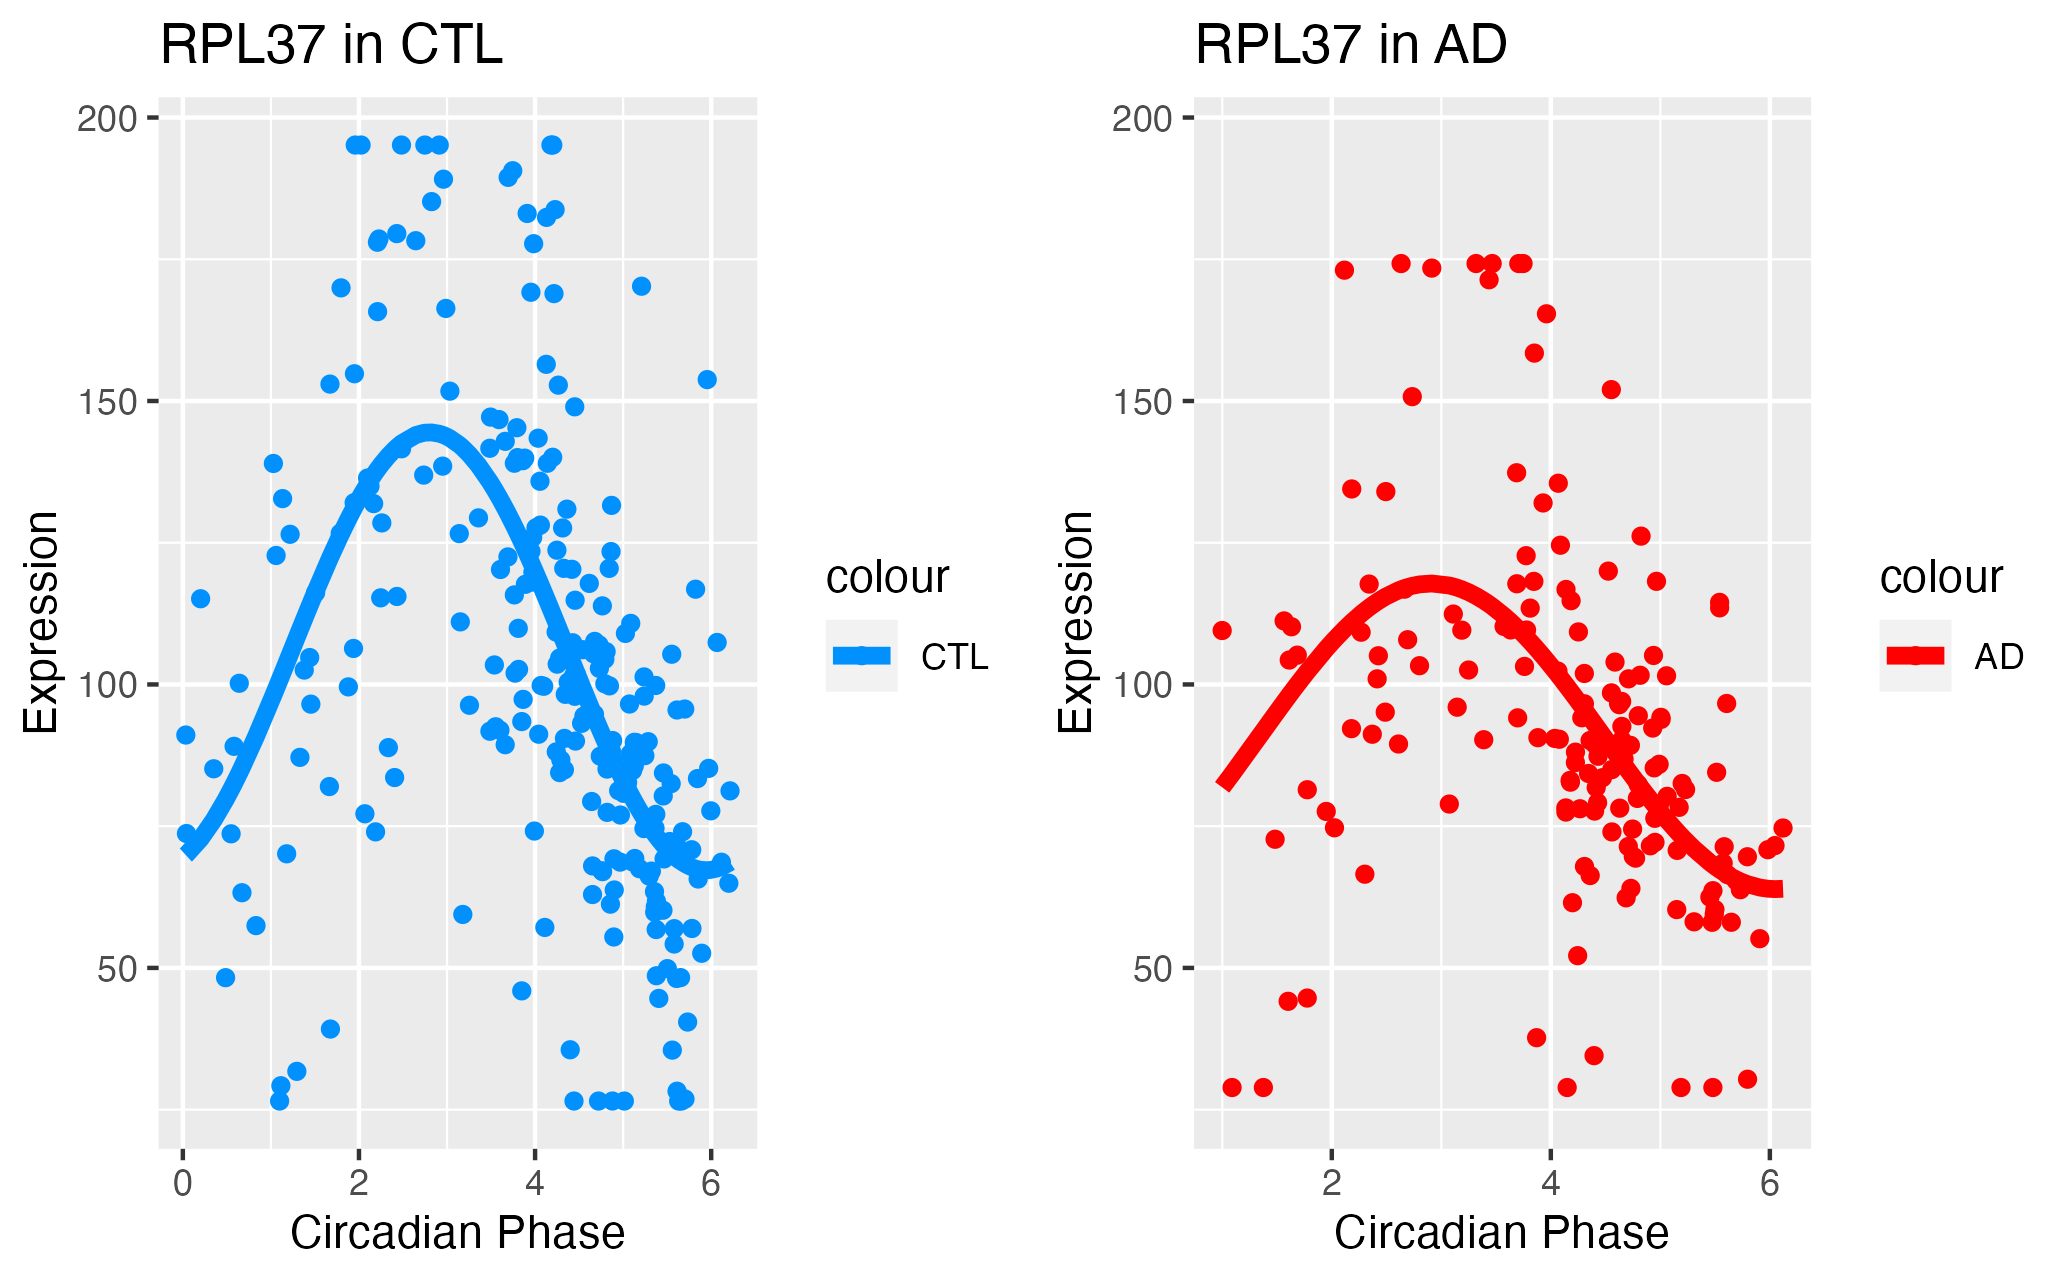 RPL37 in CTL
200
150
100
50
Expression
0 2 4 6
Circadian Phase
colour
CTL
RPL37 in AD
200
150
100
50
Expression
2 4 6
Circadian Phase
colour
AD